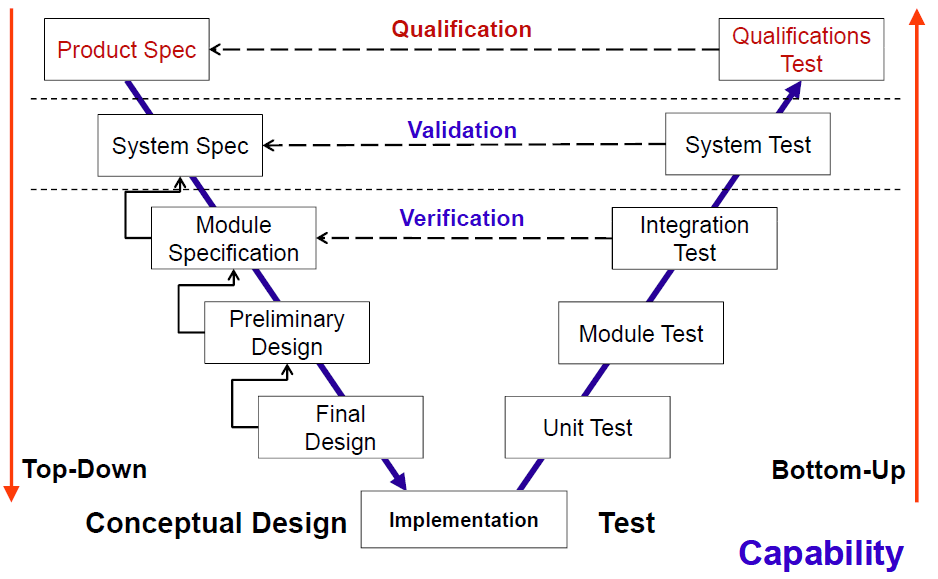 Product Spec
Qualification
Qualifications
Test
System Spec
Validation
System Test
Module
Specification
Verification
Integration
Test
Preliminary
Design
Module Test
Final
Design
Unit Test
Top-Down
Bottom-Up
Conceptual Design
Implementation
Test
Capability